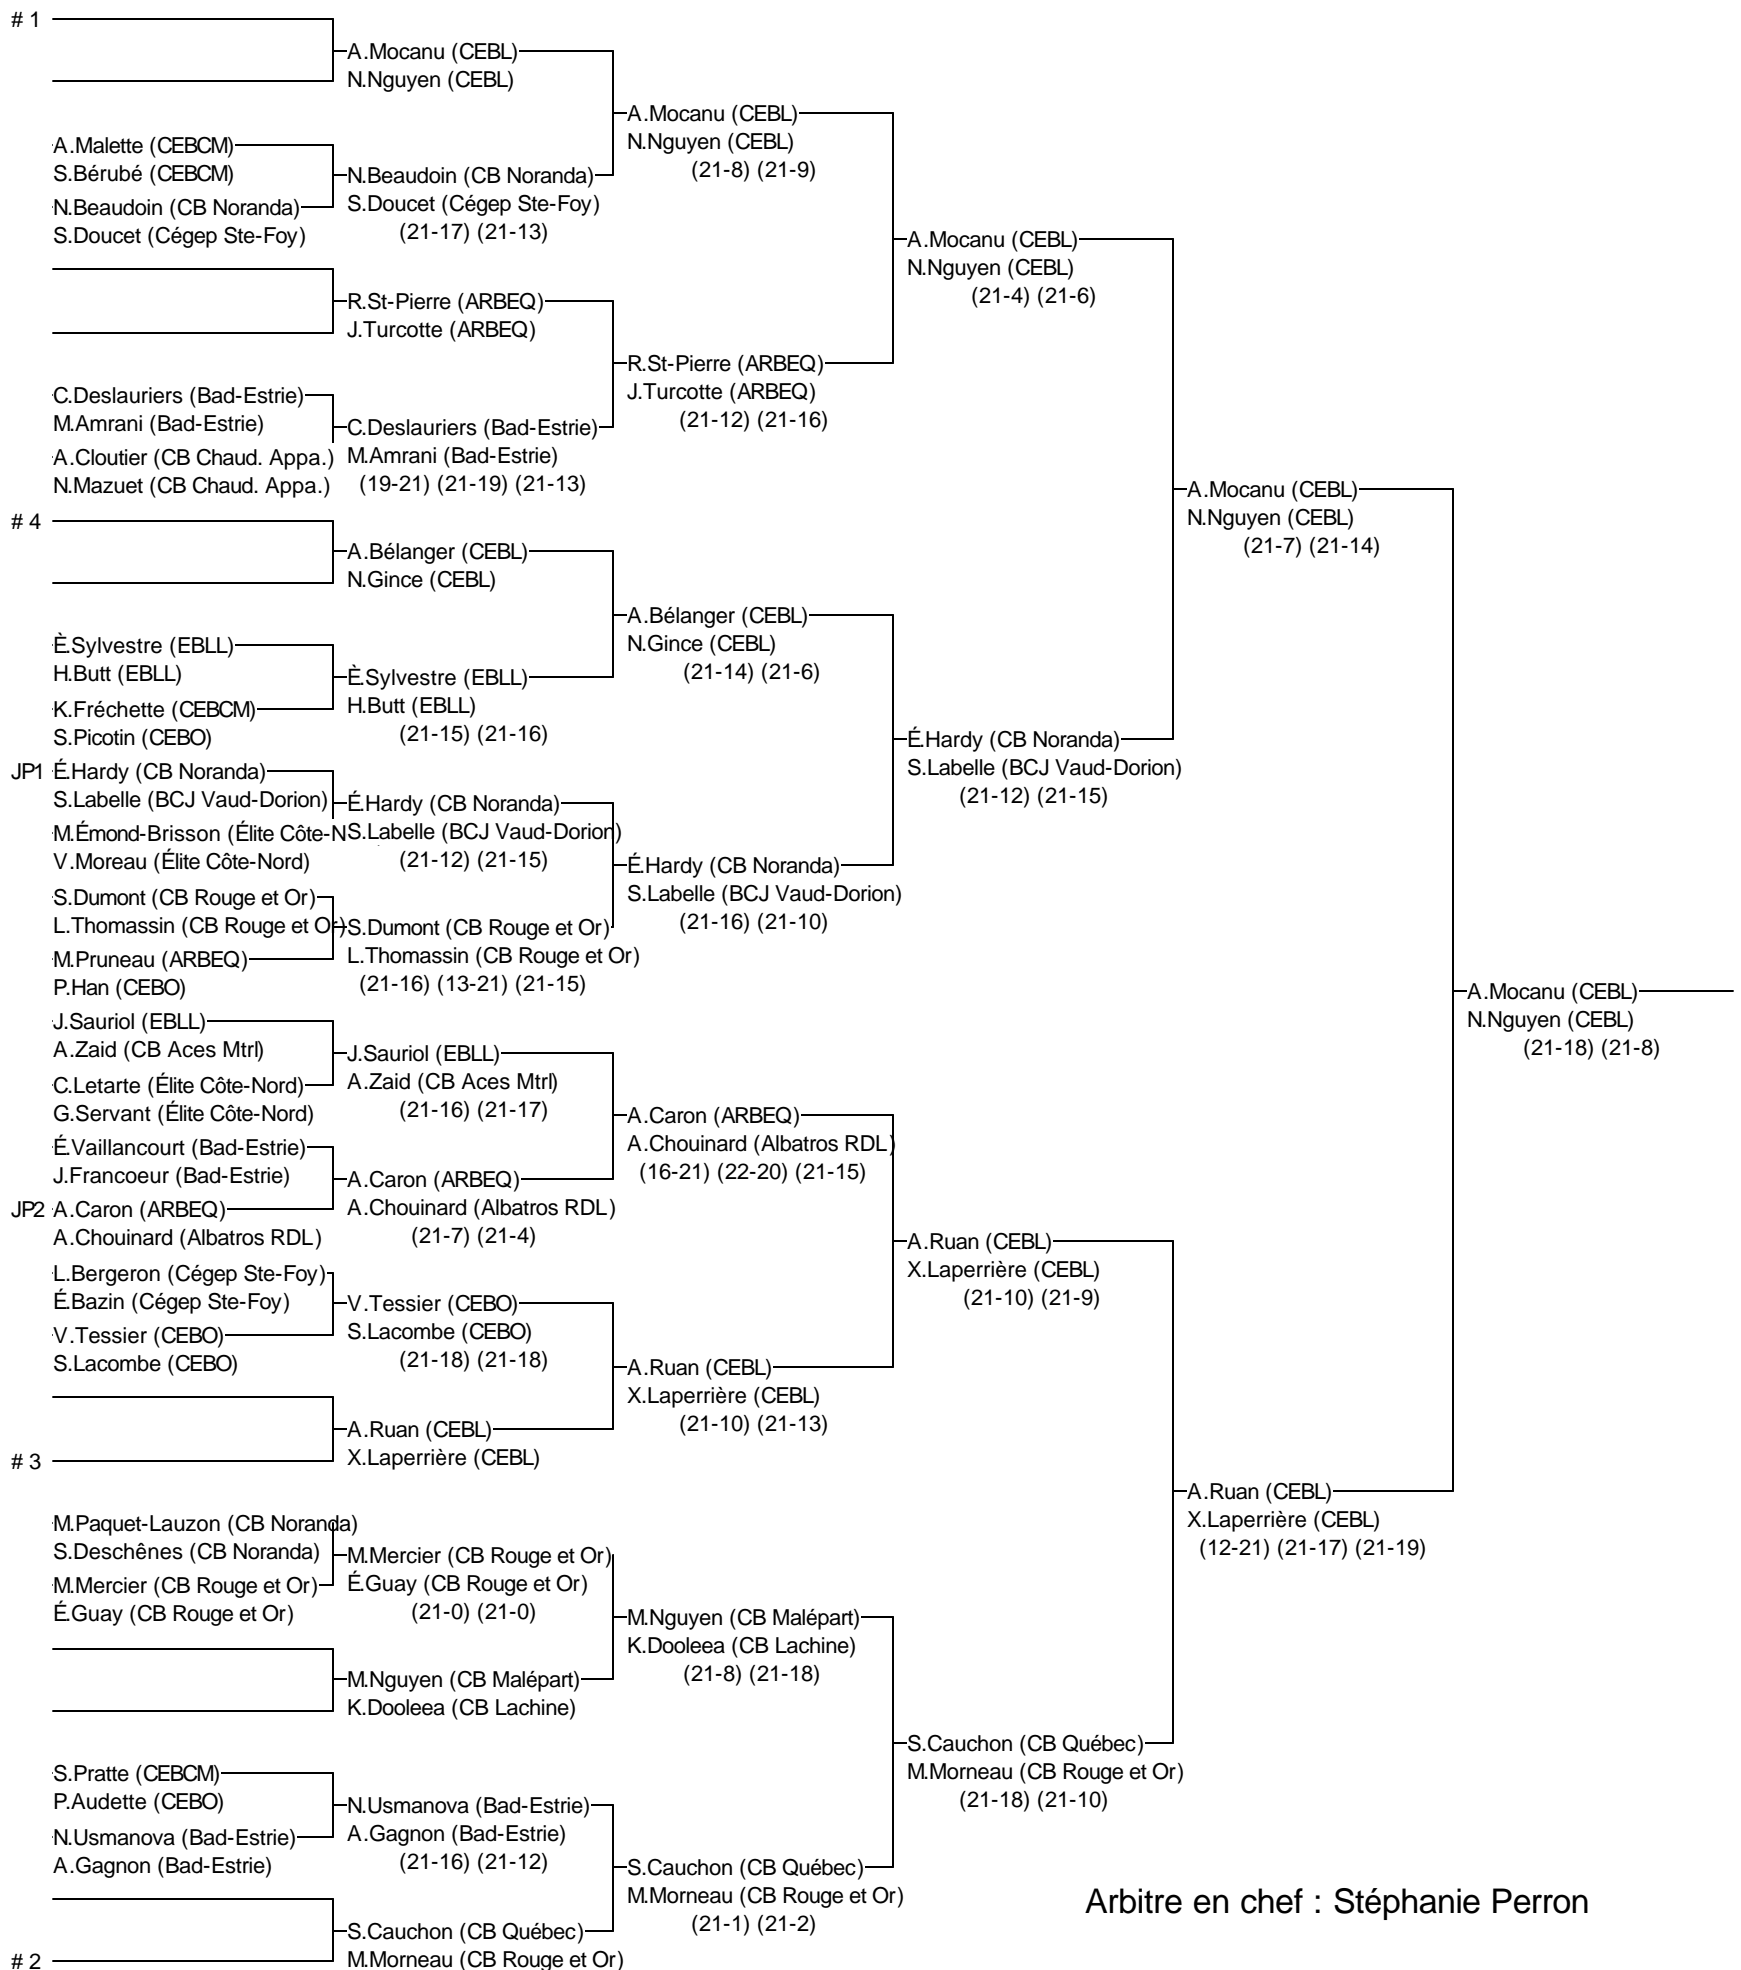 # 1
A.Mocanu (CEBL)
N.Nguyen (CEBL)
A.Mocanu (CEBL)
N.Nguyen (CEBL)
(21-8) (21-9)
A.Malette (CEBCM)
S.Bérubé (CEBCM)
N.Beaudoin (CB Noranda)
S.Doucet (Cégep Ste-Foy)
N.Beaudoin (CB Noranda)
S.Doucet (Cégep Ste-Foy)
(21-17) (21-13)
A.Mocanu (CEBL)
N.Nguyen (CEBL)
(21-4) (21-6)
R.St-Pierre (ARBEQ)
J.Turcotte (ARBEQ)
R.St-Pierre (ARBEQ)
J.Turcotte (ARBEQ)
(21-12) (21-16)
C.Deslauriers (Bad-Estrie)
M.Amrani (Bad-Estrie)
A.Cloutier (CB Chaud. Appa.)
N.Mazuet (CB Chaud. Appa.)
C.Deslauriers (Bad-Estrie)
M.Amrani (Bad-Estrie)
(19-21) (21-19) (21-13)
A.Mocanu (CEBL)
N.Nguyen (CEBL)
(21-7) (21-14)
# 4
A.Bélanger (CEBL)
N.Gince (CEBL)
A.Bélanger (CEBL)
N.Gince (CEBL)
(21-14) (21-6)
È.Sylvestre (EBLL)
H.Butt (EBLL)
K.Fréchette (CEBCM)
S.Picotin (CEBO)
È.Sylvestre (EBLL)
H.Butt (EBLL)
(21-15) (21-16)
É.Hardy (CB Noranda)
S.Labelle (BCJ Vaud-Dorion)
(21-12) (21-15)
JP1 É.Hardy (CB Noranda)
S.Labelle (BCJ Vaud-Dorion)
M.Émond-Brisson (Élite Côte-N
V.Moreau (Élite Côte-Nord)
É.Hardy (CB Noranda)
S.Labelle (BCJ Vaud-Dorion)
(21-12) (21-15)
É.Hardy (CB Noranda)
S.Labelle (BCJ Vaud-Dorion)
(21-16) (21-10)
S.Dumont (CB Rouge et Or)
L.Thomassin (CB Rouge et Or)
M.Pruneau (ARBEQ)
P.Han (CEBO)
S.Dumont (CB Rouge et Or)
L.Thomassin (CB Rouge et Or)
(21-16) (13-21) (21-15)
A.Mocanu (CEBL)
N.Nguyen (CEBL)
(21-18) (21-8)
J.Sauriol (EBLL)
A.Zaid (CB Aces Mtrl)
C.Letarte (Élite Côte-Nord)
G.Servant (Élite Côte-Nord)
J.Sauriol (EBLL)
A.Zaid (CB Aces Mtrl)
(21-16) (21-17)
A.Caron (ARBEQ)
A.Chouinard (Albatros RDL)
(16-21) (22-20) (21-15)
É.Vaillancourt (Bad-Estrie)
J.Francoeur (Bad-Estrie)
JP2 A.Caron (ARBEQ)
A.Chouinard (Albatros RDL)
A.Caron (ARBEQ)
A.Chouinard (Albatros RDL)
(21-7) (21-4)
A.Ruan (CEBL)
X.Laperrière (CEBL)
(21-10) (21-9)
L.Bergeron (Cégep Ste-Foy)
É.Bazin (Cégep Ste-Foy)
V.Tessier (CEBO)
S.Lacombe (CEBO)
V.Tessier (CEBO)
S.Lacombe (CEBO)
(21-18) (21-18)
A.Ruan (CEBL)
X.Laperrière (CEBL)
(21-10) (21-13)
A.Ruan (CEBL)
X.Laperrière (CEBL)
# 3
A.Ruan (CEBL)
X.Laperrière (CEBL)
(12-21) (21-17) (21-19)
M.Paquet-Lauzon (CB Noranda)
S.Deschênes (CB Noranda)
M.Mercier (CB Rouge et Or)
É.Guay (CB Rouge et Or)
M.Mercier (CB Rouge et Or)
É.Guay (CB Rouge et Or)
(21-0) (21-0)
M.Nguyen (CB Malépart)
K.Dooleea (CB Lachine)
(21-8) (21-18)
M.Nguyen (CB Malépart)
K.Dooleea (CB Lachine)
S.Cauchon (CB Québec)
M.Morneau (CB Rouge et Or)
(21-18) (21-10)
S.Pratte (CEBCM)
P.Audette (CEBO)
N.Usmanova (Bad-Estrie)
A.Gagnon (Bad-Estrie)
N.Usmanova (Bad-Estrie)
A.Gagnon (Bad-Estrie)
(21-16) (21-12)
S.Cauchon (CB Québec)
M.Morneau (CB Rouge et Or)
(21-1) (21-2)
S.Cauchon (CB Québec)
M.Morneau (CB Rouge et Or)
# 2
Arbitre en chef : Stéphanie Perron